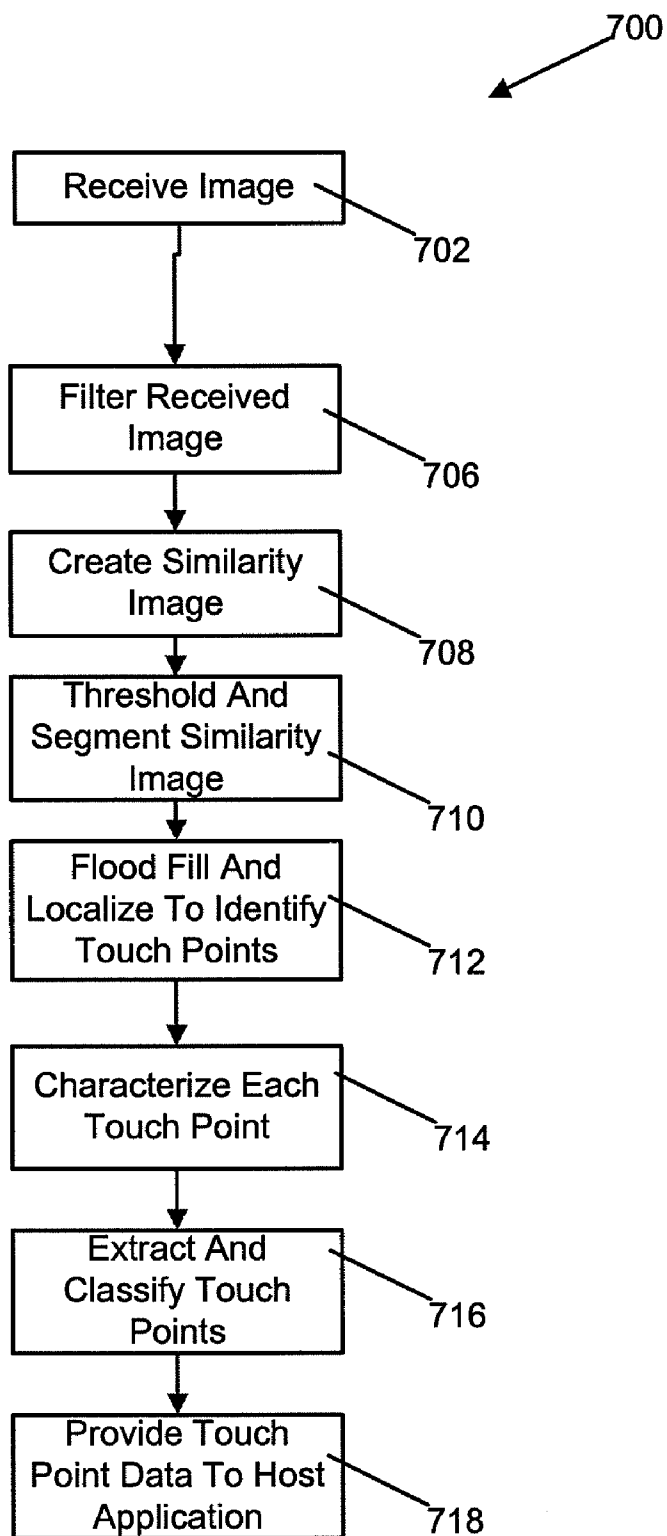 700
Receive Image
702
Filter Received
Image
706
Create Similarity
Image
708
Threshold And
Segment Similarity
Image
710
Flood Fill And
Localize To Identify
Touch Points
712
Characterize Each
Touch Point
714
Extract And
Classify Touch
Points
716
Provide Touch
Point Data To Host
Application
718